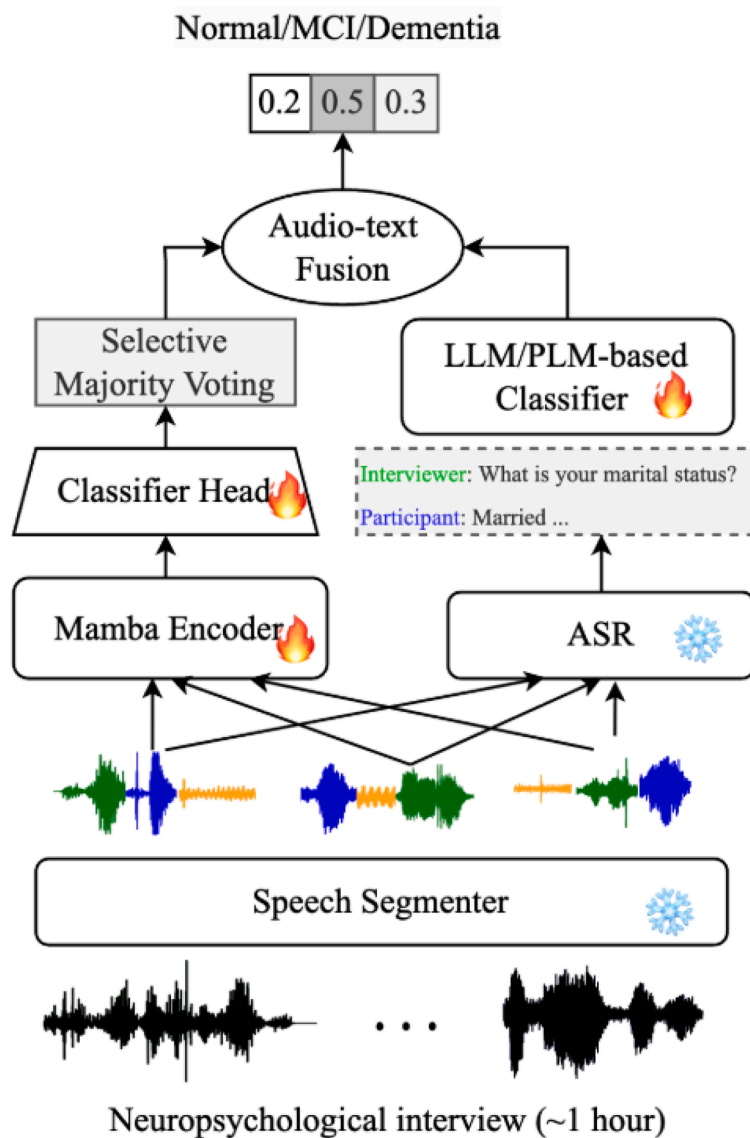 Normal/MCI/Dementia
0.2 0.5 0.3
Audio-text
Fusion
Selective
Majority Voting
LLM/PLM-based
Classifier
Classifier Head
Interviewer: What is your marital status?
Participant: Married ...
Mamba Encoder
ASR
Speech Segmenter
. . .
Neuropsychological interview (~1 hour)